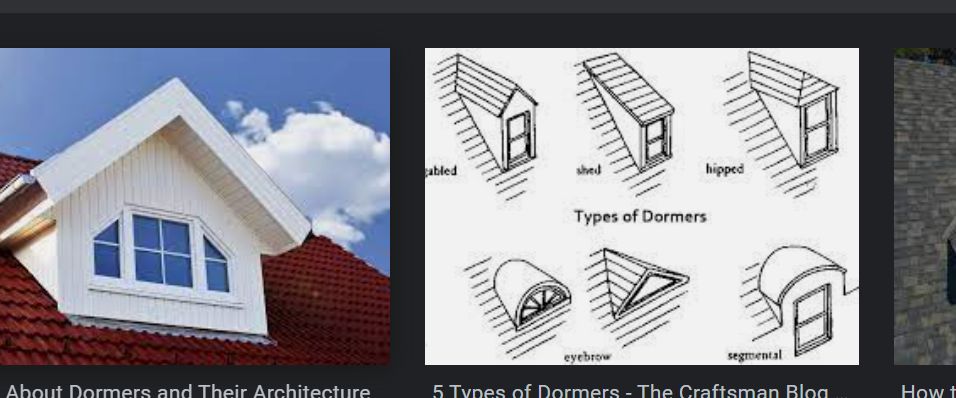 gabled
shed
hipped
Types of Dormers
eyebrow
segmental
About Dormers and Their Architecture
5 Types of Dormers - The Craftsman Blog ...
How t